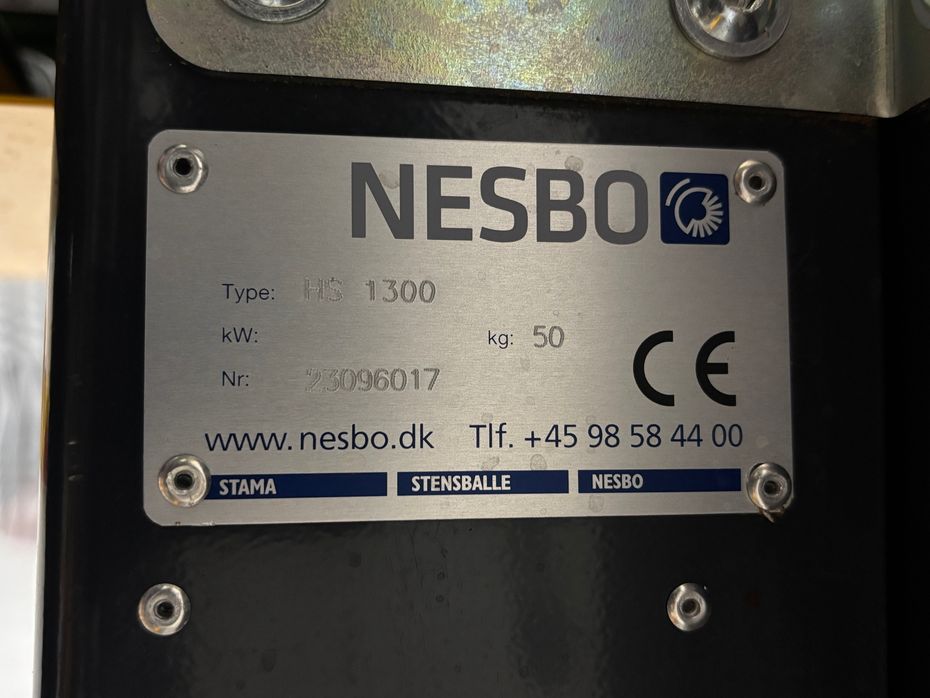 NESBO
Type: HS 1300
kW:
kg: 50
Nr: 23096017
CE
www.nesbo.dk Tlf. +45 98 58 44 00
STAMA STENSBALLE NESBO